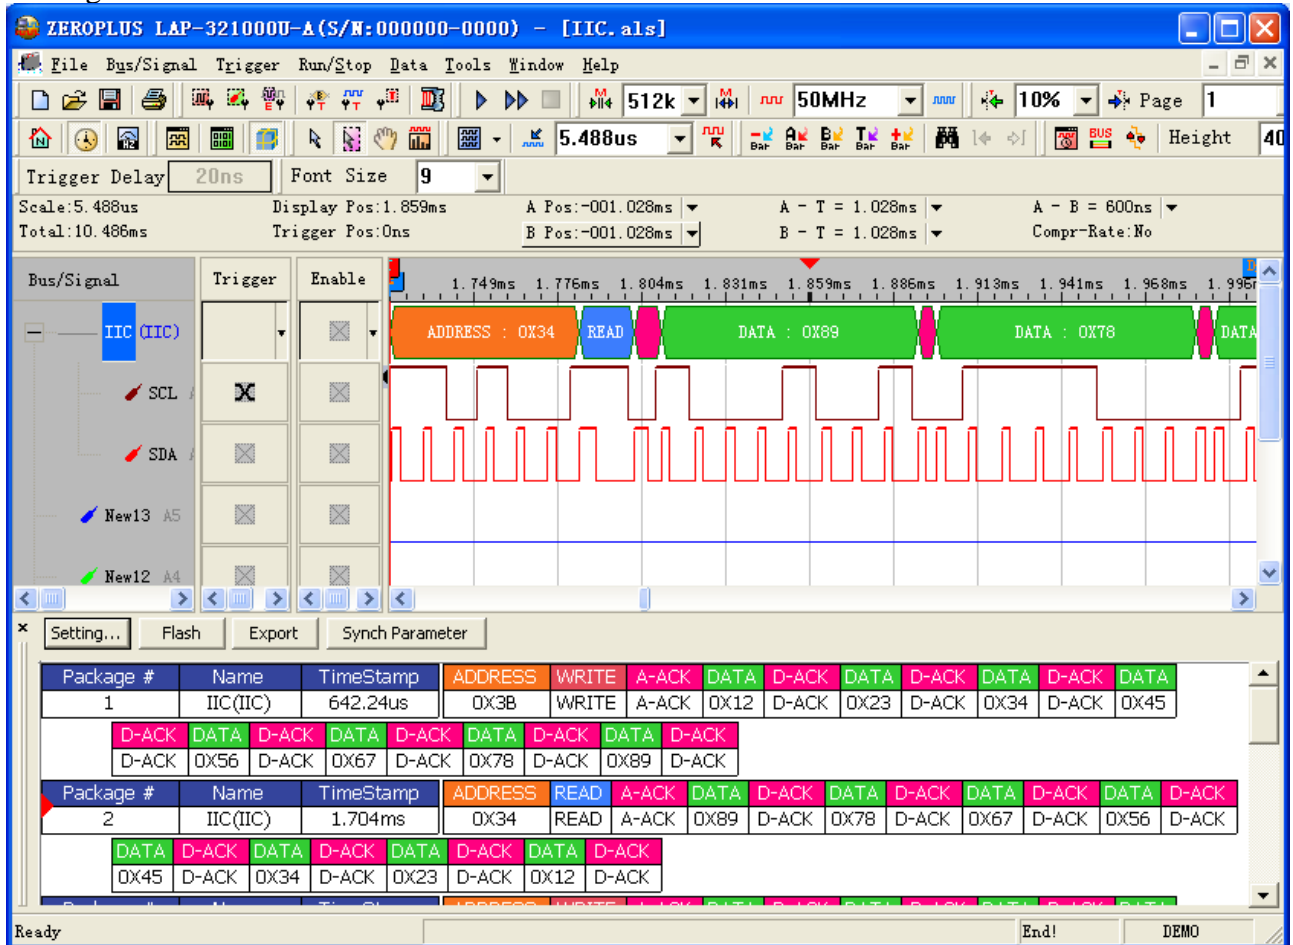 ZEROPLUS LAP-321000U-A(S/N:000000-0000) - [IIC.als]
File Bus/Signal Trigger Run/Stop Data Tools Window Help
512k 50MHz 10% Page 1
5.488us Bar Bar Bar Bar Bar BUS Height 40
Trigger Delay 20ns Font Size 9
Scale:5.488us Display Pos:1.859ms A Pos:-001.028ms A - T = 1.028ms A - B = 600ns
Total:10.486ms Trigger Pos:0ns B Pos:-001.028ms B - T = 1.028ms Compr-Rate:No
Bus/Signal Trigger Enable 1.749ms 1.776ms 1.804ms 1.831ms 1.859ms 1.886ms 1.913ms 1.941ms 1.968ms
IIC (IIC) ADDRESS : 0X34 READ DATA : 0X89 DATA : 0X78 DATA
SCL
SDA
New13 A5
New12 A4
Setting... Flash Export Synch Parameter
Package # Name TimeStamp ADDRESS WRITE A-ACK DATA D-ACK DATA D-ACK DATA D-ACK DATA
1 IIC(IIC) 642.24us 0X3B WRITE A-ACK 0X12 D-ACK 0X23 D-ACK 0X34 D-ACK 0X45
D-ACK DATA D-ACK DATA D-ACK DATA D-ACK DATA D-ACK
D-ACK 0X56 D-ACK 0X67 D-ACK 0X78 D-ACK 0X89 D-ACK
Package # Name TimeStamp ADDRESS READ A-ACK DATA D-ACK DATA D-ACK DATA D-ACK DATA D-ACK
2 IIC(IIC) 1.704ms 0X34 READ A-ACK 0X89 D-ACK 0X78 D-ACK 0X67 D-ACK 0X56 D-ACK
DATA D-ACK DATA D-ACK DATA D-ACK DATA D-ACK
0X45 D-ACK 0X34 D-ACK 0X23 D-ACK 0X12 D-ACK
Ready End! DEMO